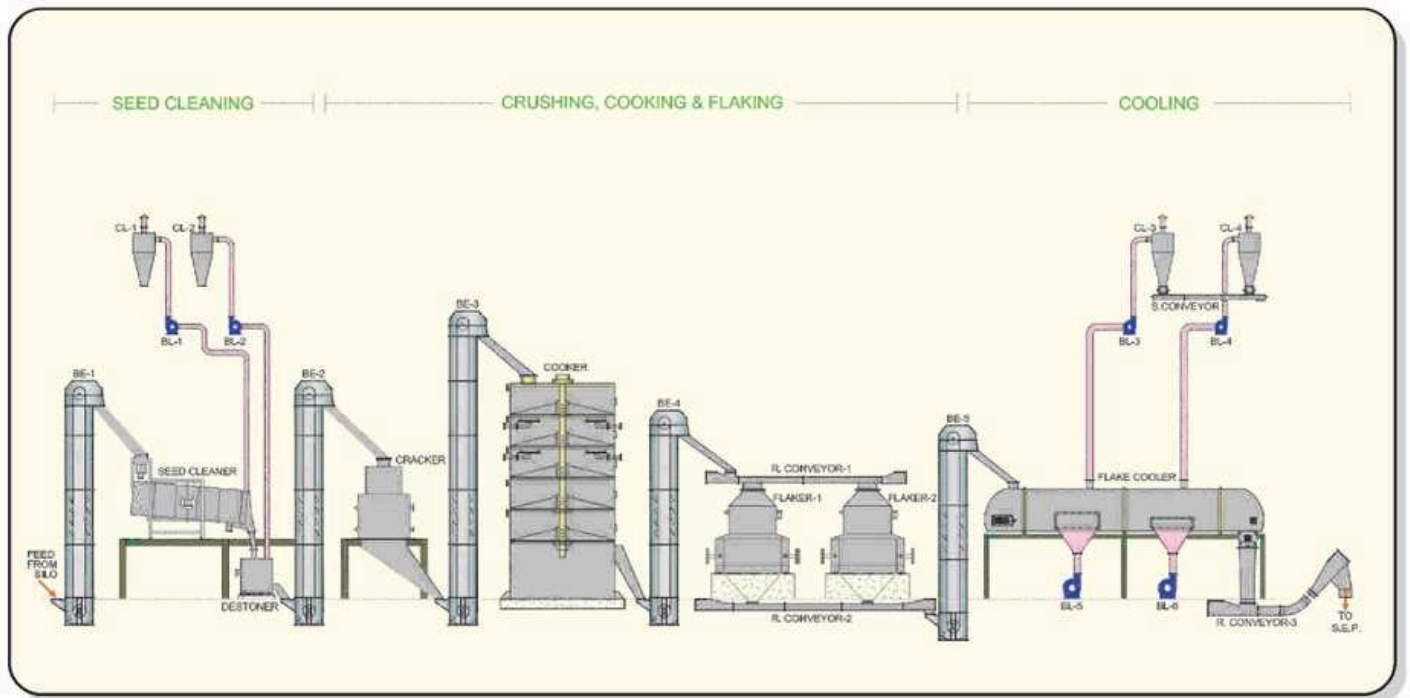 SEED CLEANING
CRUSHING, COOKING & FLAKING
COOLING
CL-1
CL-2
CL-3
CL-4
S.CONVEYOR
BL-1
BL-2
BL-3
BL-4
BE-3
COOKER
BE-1
BE-2
BE-4
BE-5
SEED CLEANER
CRACKER
R. CONVEYOR-1
FLAKER-1
FLAKER-2
FLAKE COOLER
FEED
FROM
SILO
DESTONER
R. CONVEYOR-2
BL-5
BL-6
R. CONVEYOR-3
TO
S.E.P.